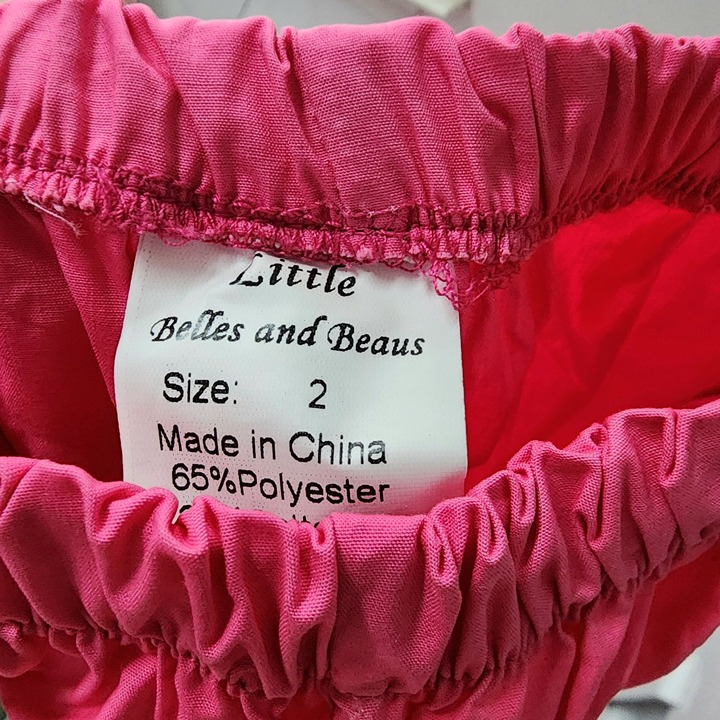 Little
Belles and Beaus
Size: 2
Made in China
65%Polyester